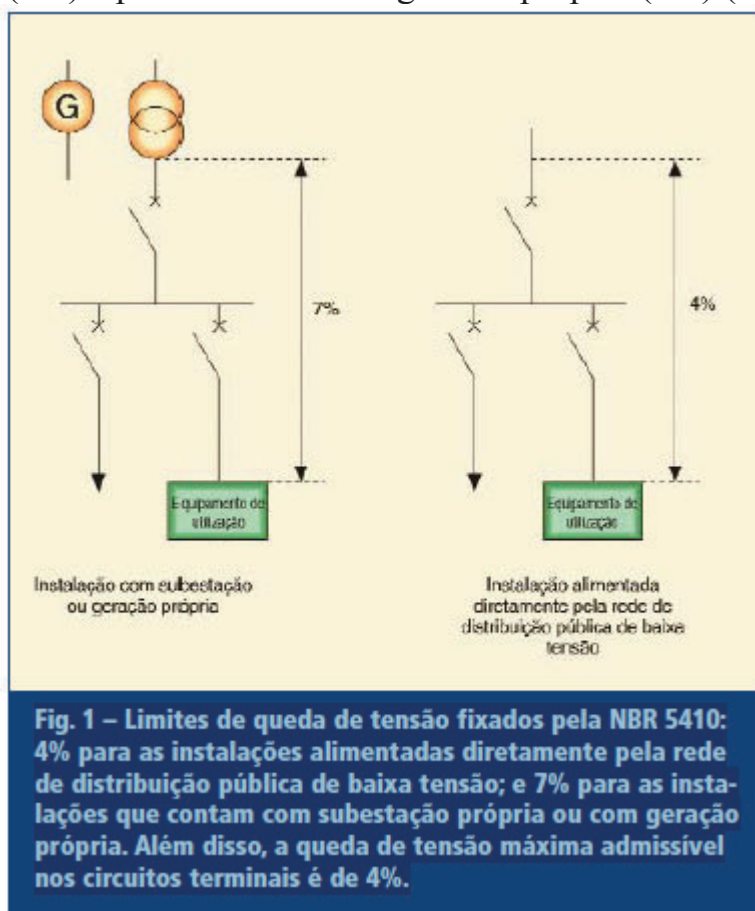 G
7%
4%
Equipamento de
utilização
Equipamento de
utilização
Instalação com subestação
ou geração própria
Instalação alimentada
diretamente pela rede de
distribuição pública de baixa
tensão
Fig. 1 – Limites de queda de tensão fixados pela NBR 5410:
4% para as instalações alimentadas diretamente pela rede
de distribuição pública de baixa tensão; e 7% para as insta-
lações que contam com subestação própria ou com geração
própria. Além disso, a queda de tensão máxima admissível
nos circuitos terminais é de 4%.